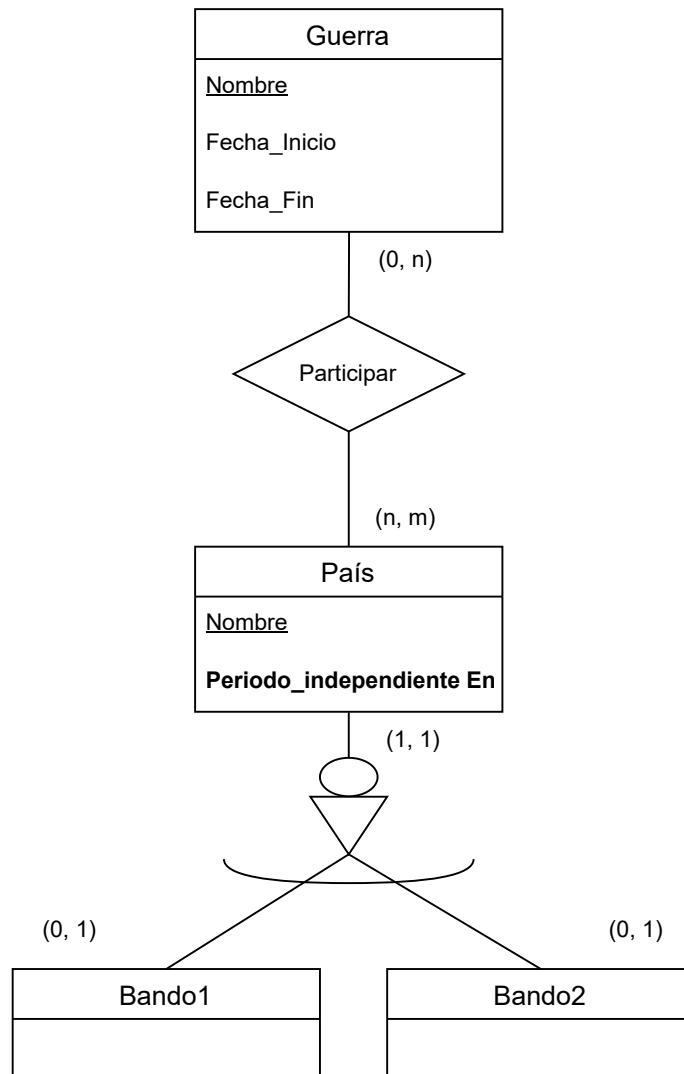 Guerra
Nombre
Fecha_Inicio
Fecha_Fin
(0, n)
Participar
(n, m)
País
Nombre
Periodo_independiente En
(1, 1)
(0, 1)
(0, 1)
Bando1
Bando2